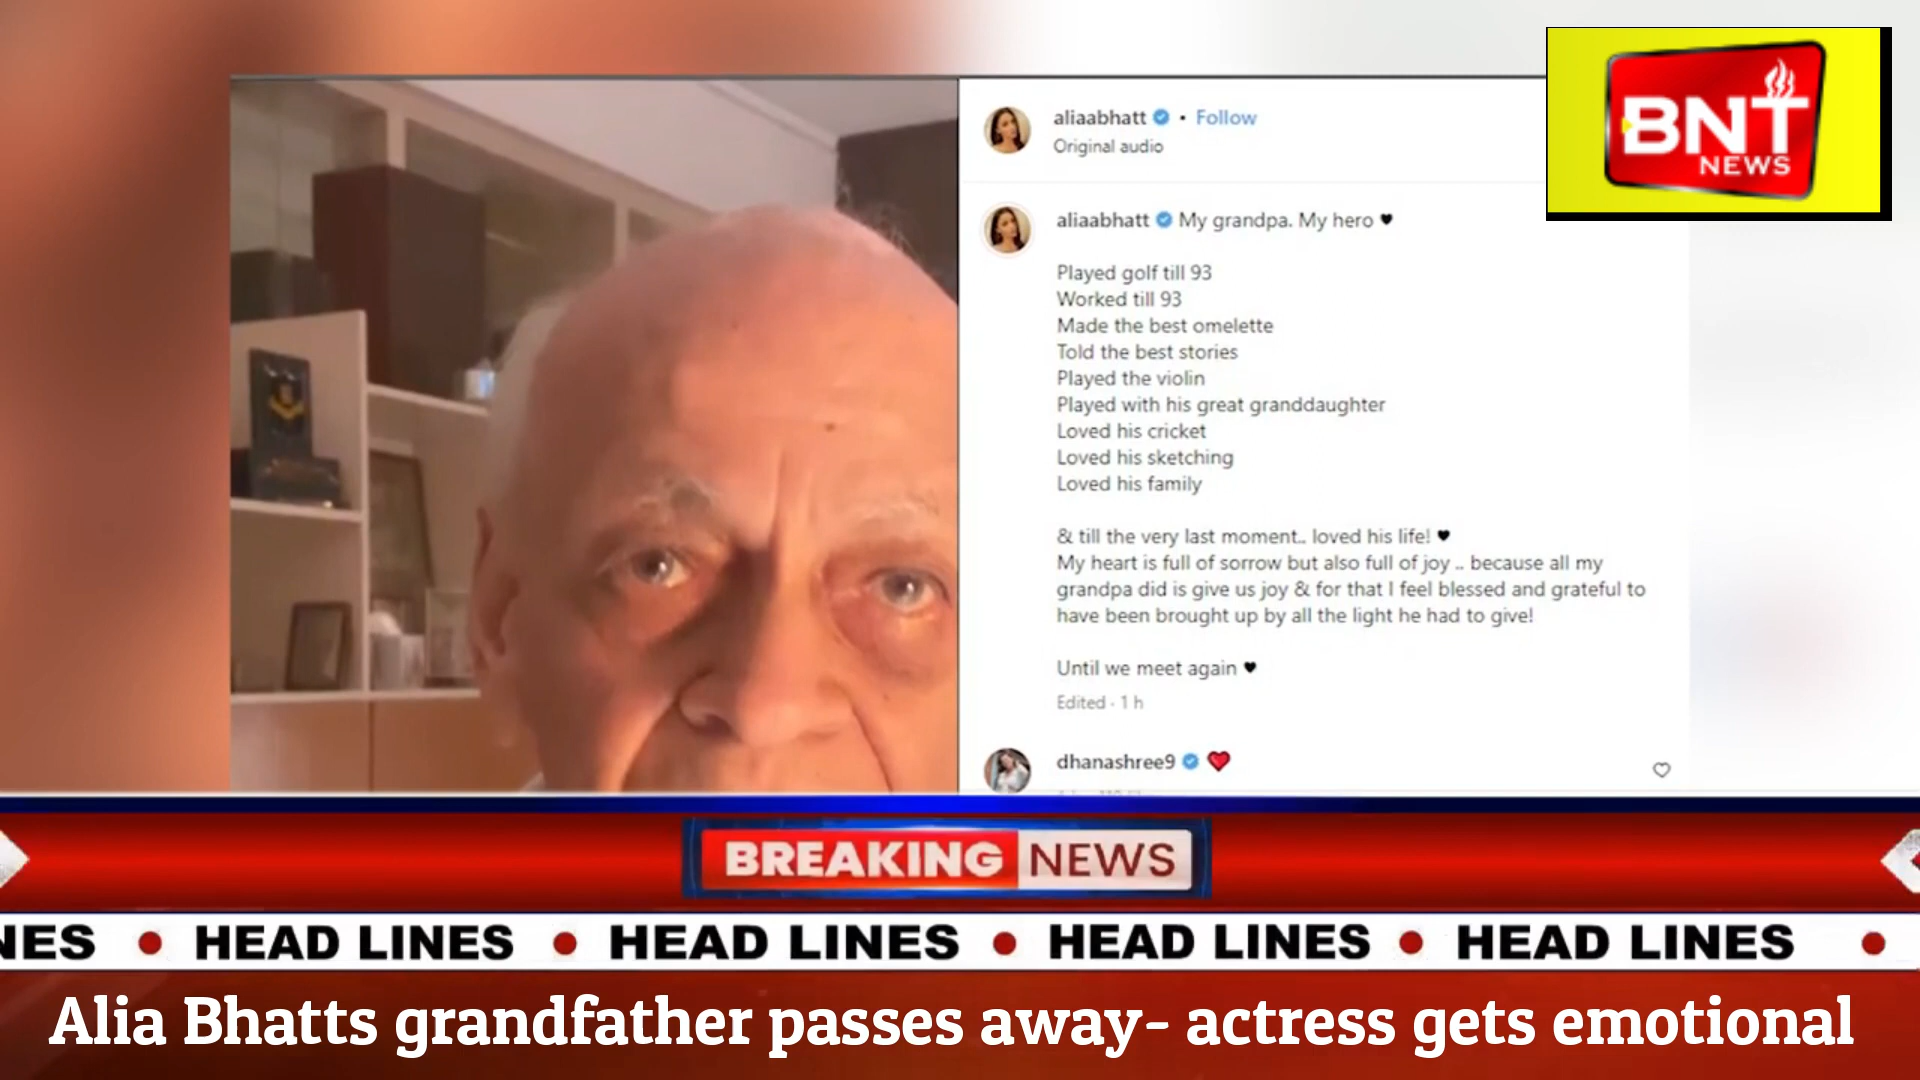 BNT
NEWS
aliaabhatt • Follow
Original audio
aliaabhatt My grandpa. My hero ♥
Played golf till 93
Worked till 93
Made the best omelette
Told the best stories
Played the violin
Played with his great granddaughter
Loved his cricket
Loved his sketching
Loved his family
& till the very last moment.. loved his life! ♥
My heart is full of sorrow but also full of joy .. because all my
grandpa did is give us joy & for that I feel blessed and grateful to
have been brought up by all the light he had to give!
Until we meet again ♥
Edited · 1 h
dhanashree9 ❤
BREAKING NEWS
NES • HEAD LINES • HEAD LINES • HEAD LINES • HEAD LINES •
Alia Bhatts grandfather passes away- actress gets emotional